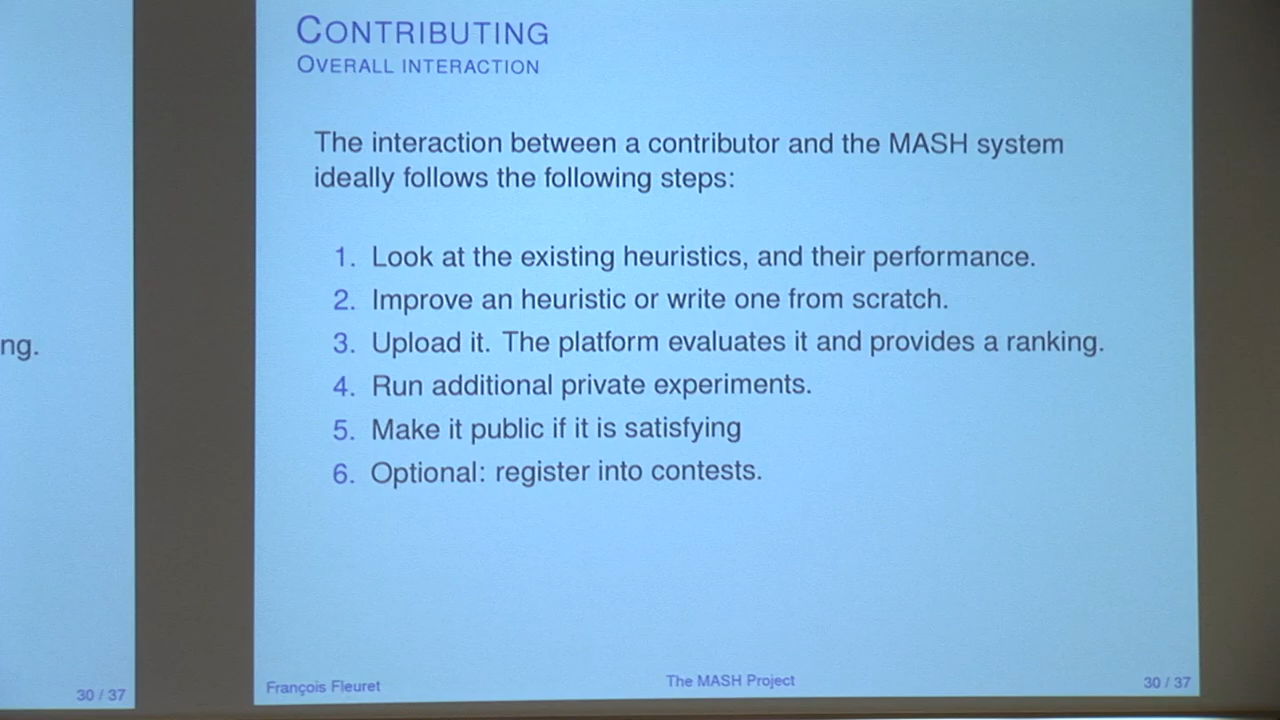 CONTRIBUTING
OVERALL INTERACTION
The interaction between a contributor and the MASH system
ideally follows the following steps:
1. Look at the existing heuristics, and their performance.
2. Improve an heuristic or write one from scratch.
3. Upload it. The platform evaluates it and provides a ranking.
4. Run additional private experiments.
5. Make it public if it is satisfying
6. Optional: register into contests.
François Fleuret
The MASH Project
30 / 37
ng.
30 / 37